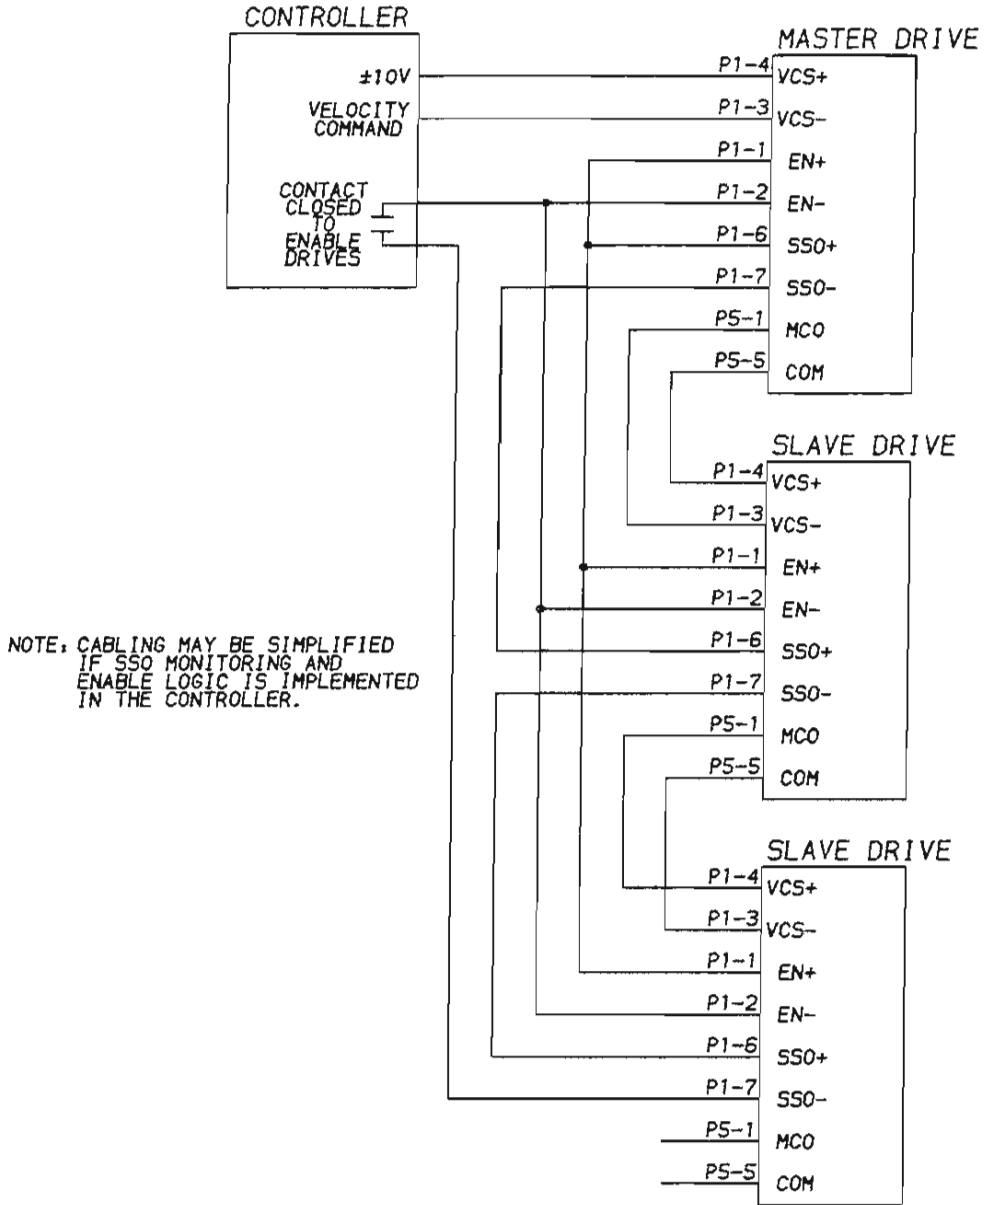 CONTROLLER
±10V
VELOCITY
COMMAND
CONTACT
CLOSED
TO
ENABLE
DRIVES
MASTER DRIVE
P1-4 VCS+
P1-3 VCS-
P1-1 EN+
P1-2 EN-
P1-6 SSO+
P1-7 SSO-
P5-1 MCO
P5-5 COM
SLAVE DRIVE
P1-4 VCS+
P1-3 VCS-
P1-1 EN+
P1-2 EN-
P1-6 SSO+
P1-7 SSO-
P5-1 MCO
P5-5 COM
NOTE: CABLING MAY BE SIMPLIFIED
IF SSO MONITORING AND
ENABLE LOGIC IS IMPLEMENTED
IN THE CONTROLLER.
SLAVE DRIVE
P1-4 VCS+
P1-3 VCS-
P1-1 EN+
P1-2 EN-
P1-6 SSO+
P1-7 SSO-
P5-1 MCO
P5-5 COM